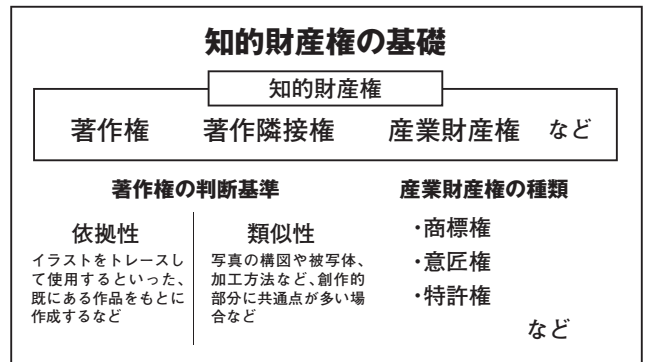 知的財産権の基礎
知的財産権
著作権 著作隣接権 産業財産権 など
著作権の判断基準
依拠性
イラストをトレースし
て使用するといった、
既にある作品をもとに
作成するなど
類似性
写真の構図や被写体、
加工方法など、創作的
部分に共通点が多い場
合など
産業財産権の種類
・商標権
・意匠権
・特許権
など